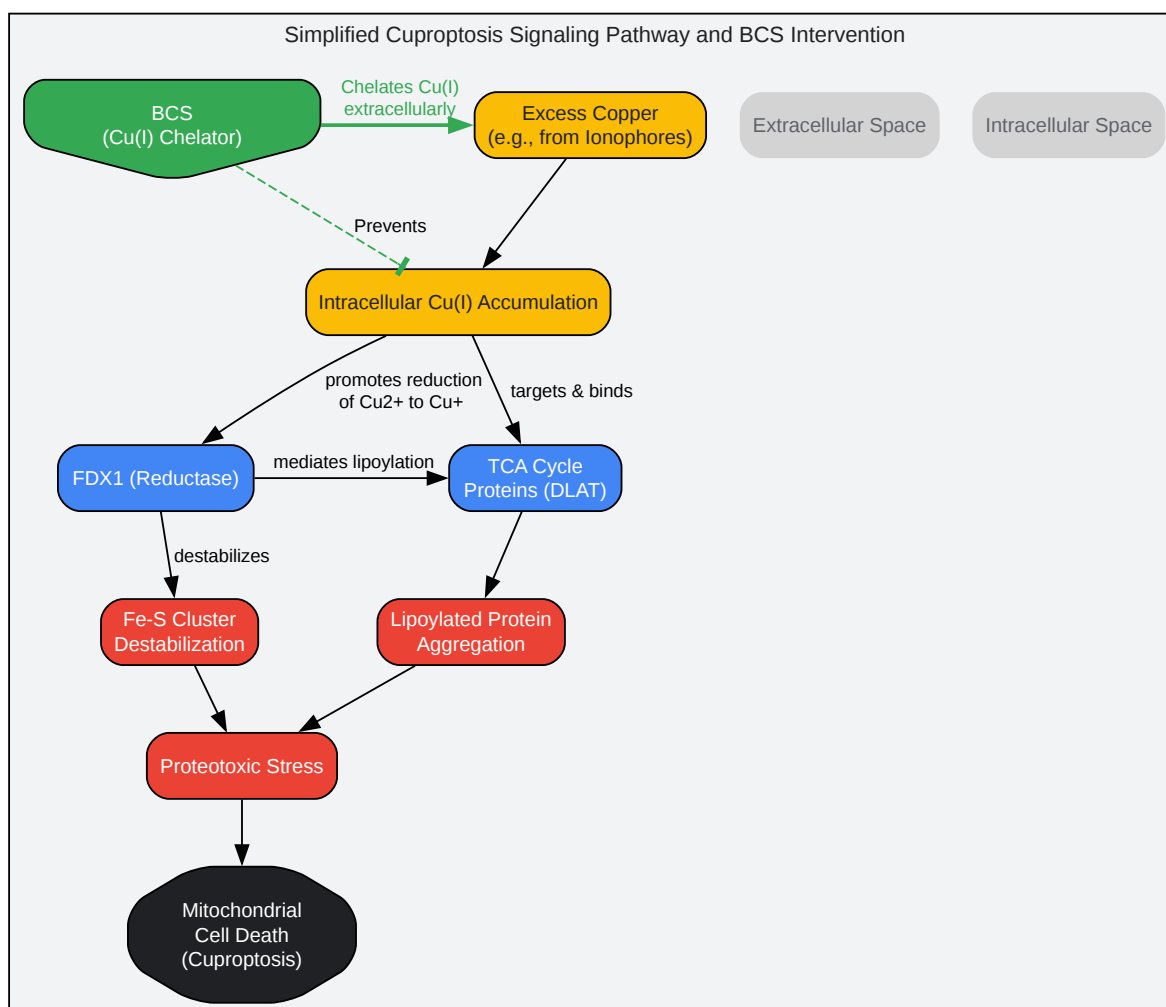 Simplified Cuproptosis Signaling Pathway and BCS Intervention
BCS
(Cu(I) Chelator)
Chelates Cu(I)
extracellularly
Excess Copper
(e.g., from Ionophores)
Extracellular Space
Intracellular Space
Prevents
Intracellular Cu(I) Accumulation
promotes reduction
of Cu2+ to Cu+
targets & binds
FDX1 (Reductase)
mediates lipoylation
TCA Cycle
Proteins (DLAT)
destabilizes
Fe-S Cluster
Destabilization
Lipoylated Protein
Aggregation
Proteotoxic Stress
Mitochondrial
Cell Death
(Cuproptosis)